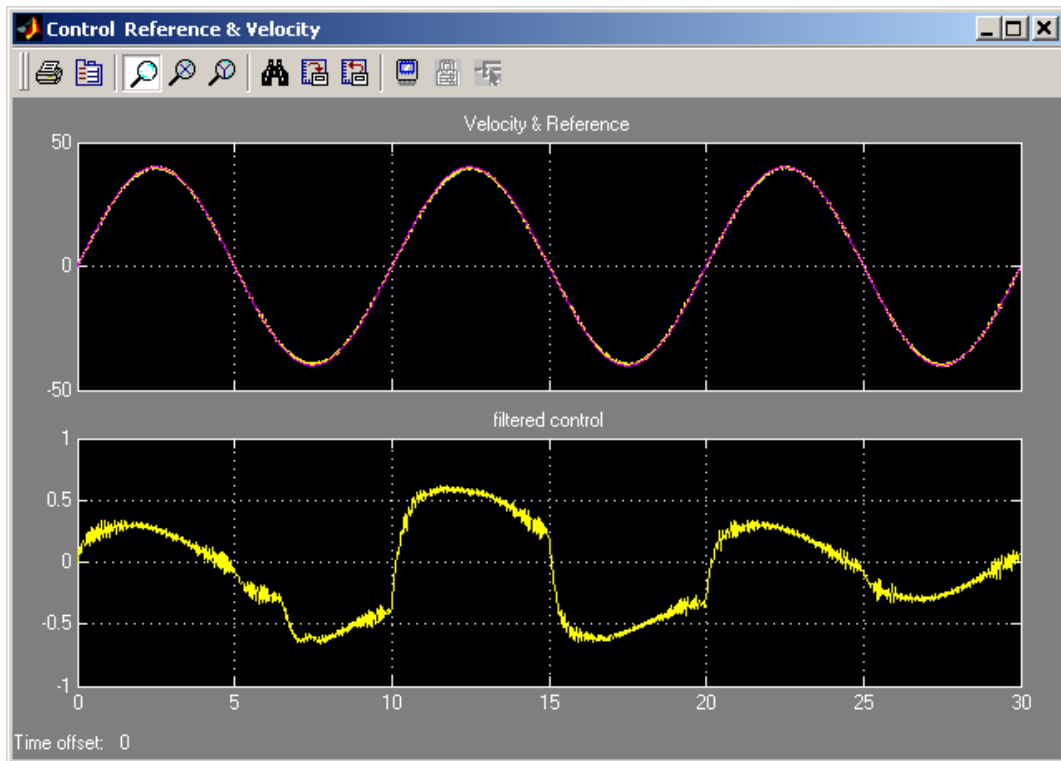 Control Reference & Velocity
Velocity & Reference
50
0
-50
filtered control
1
0.5
0
-0.5
-1
0 5 10 15 20 25 30
Time offset: 0